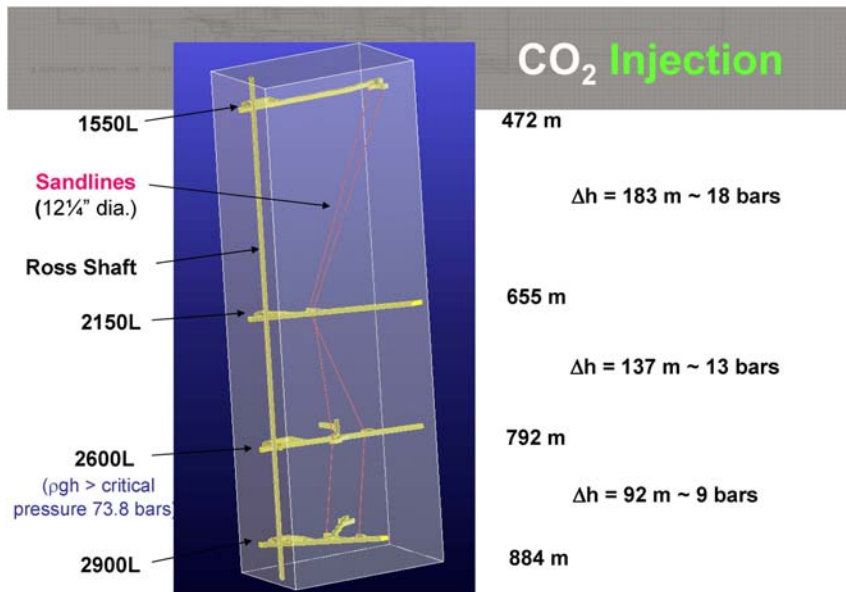 CO₂ Injection
1550L
472 m
Sandlines
(12¼" dia.)
Δh = 183 m ~ 18 bars
Ross Shaft
655 m
2150L
Δh = 137 m ~ 13 bars
792 m
2600L
(ρgh > critical
pressure 73.8 bars)
Δh = 92 m ~ 9 bars
2900L
884 m